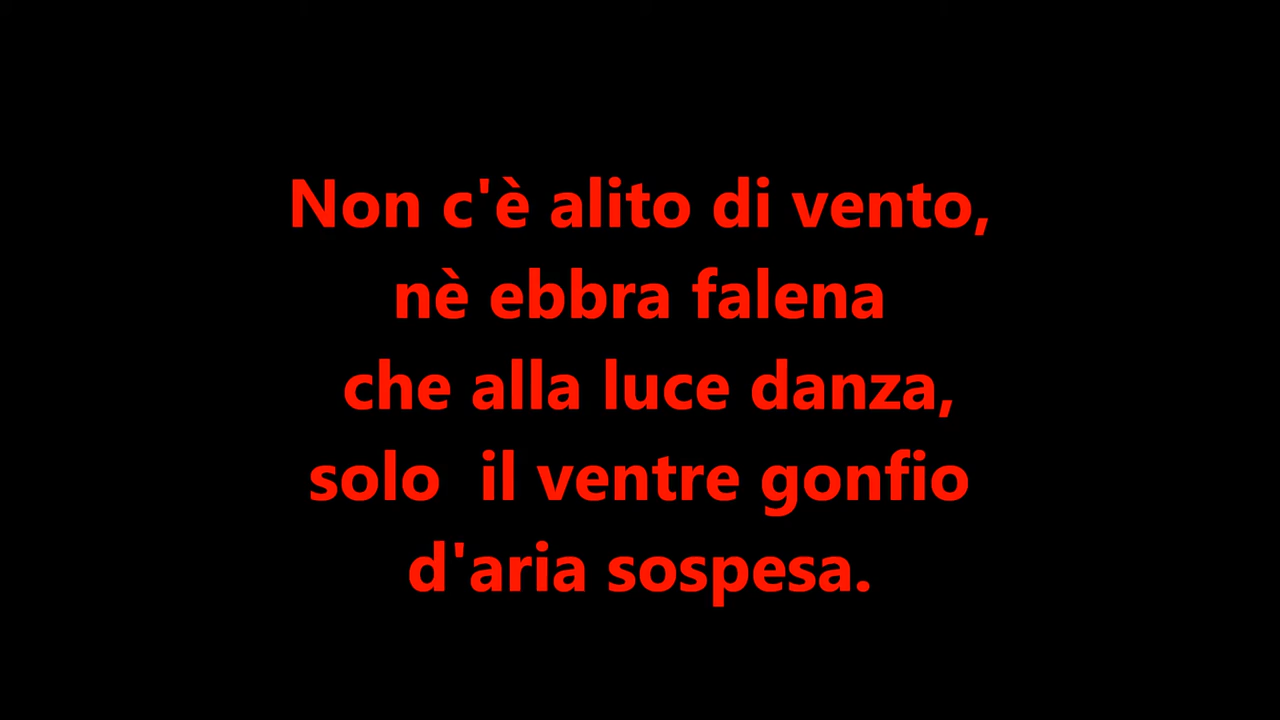 Non c'è alito di vento,
nè ebbra falena
che alla luce danza,
solo  il ventre gonfio
d'aria sospesa.